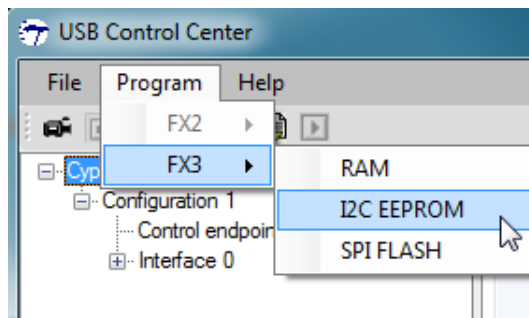 USB Control Center
File Program Help
FX2
FX3
RAM
I2C EEPROM
SPI FLASH
Cyp
Configuration 1
Control endpoin
Interface 0